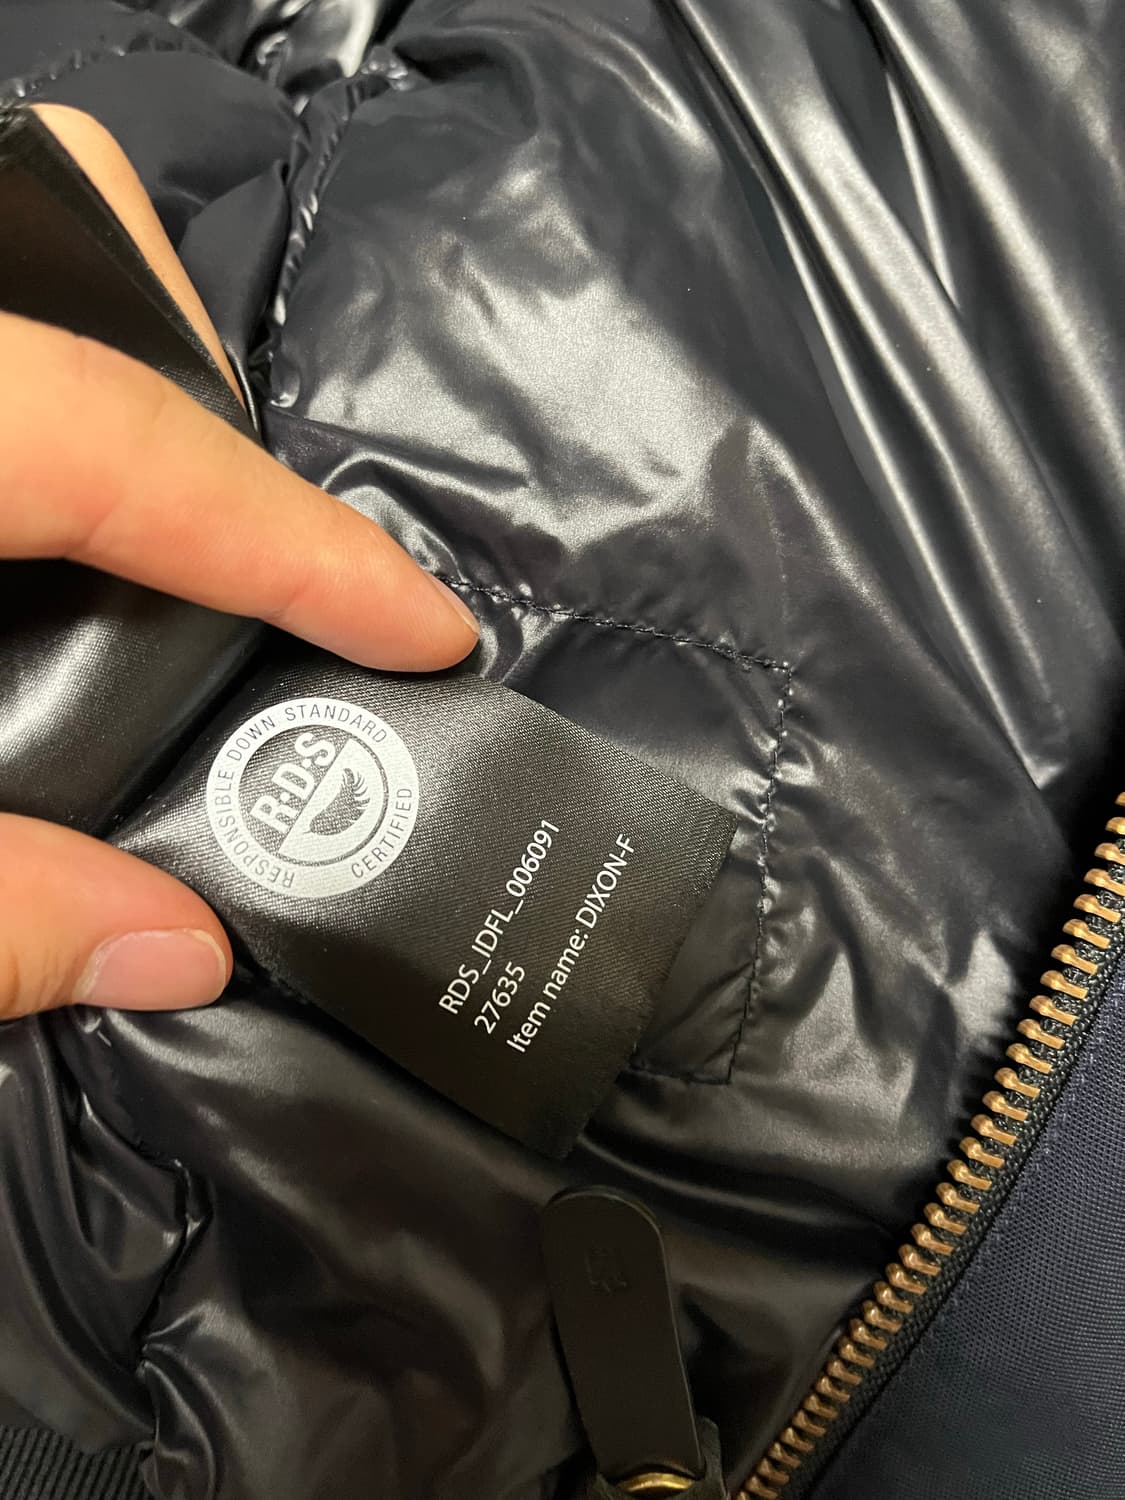 RESPONSIBLE DOWN STANDARD
R·D·S
CERTIFIED
RDS_IDFL_006091
27635
Item name: DIXON-F